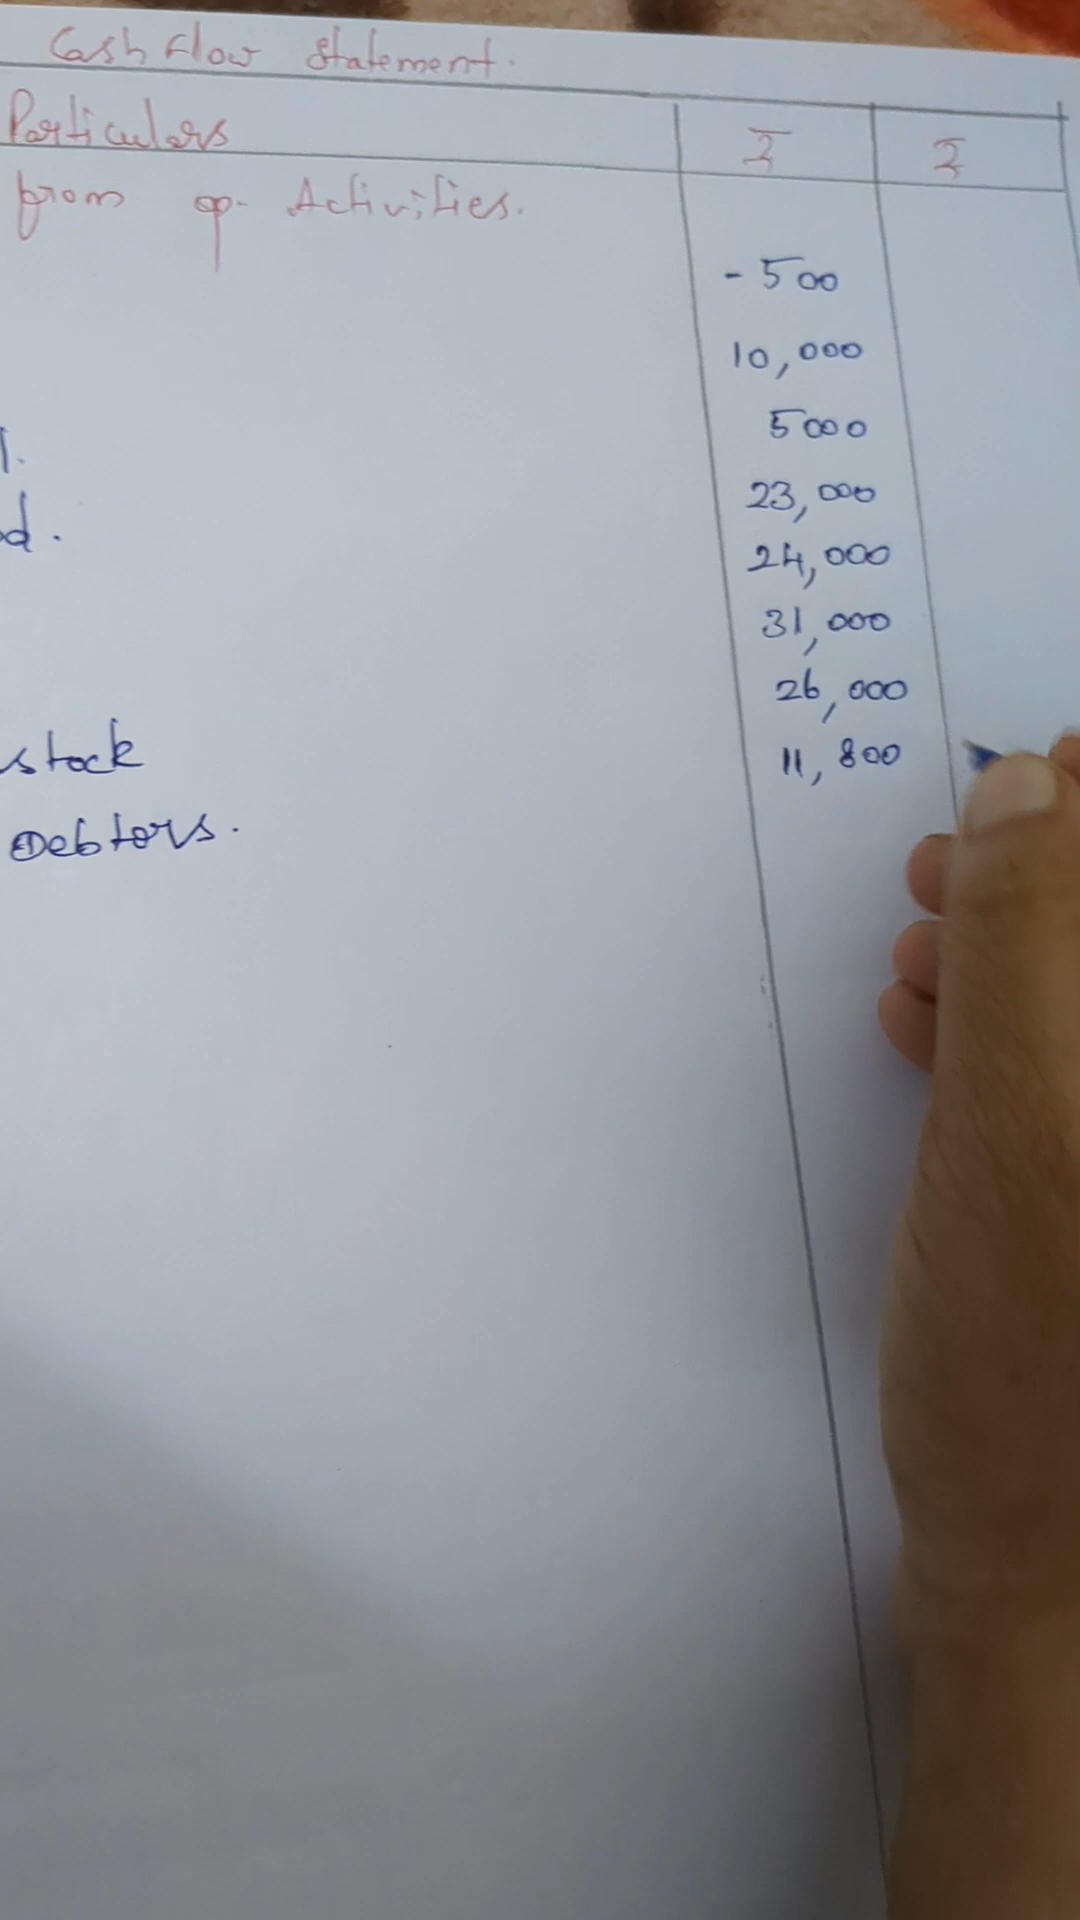 Cash Flow Statement.
Particulars ₹ ₹
from op. Activities.
- 500
10,000
5000
23,000
24,000
31,000
26,000
stock 11,800
Debtors.